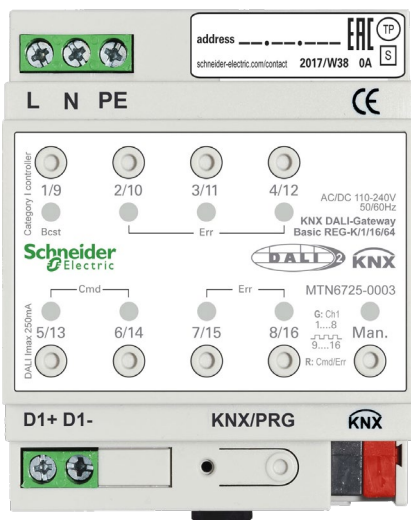 address
schneider-electric.com/contact 2017/W38 0A
EAC TP
S
L N PE
CE
Category I controller
1/9 2/10 3/11 4/12
Bcst Err
AC/DC 110-240V
50/60Hz
KNX DALI-Gateway
Basic REG-K/1/16/64
Schneider
Electric
DALI 2 KNX
Cmd Err MTN6725-0003
DALI Imax 250mA
5/13 6/14 7/15 8/16 Man.
G: Ch1
1....8
9....16
R: Cmd/Err
D1+ D1- KNX/PRG KNX